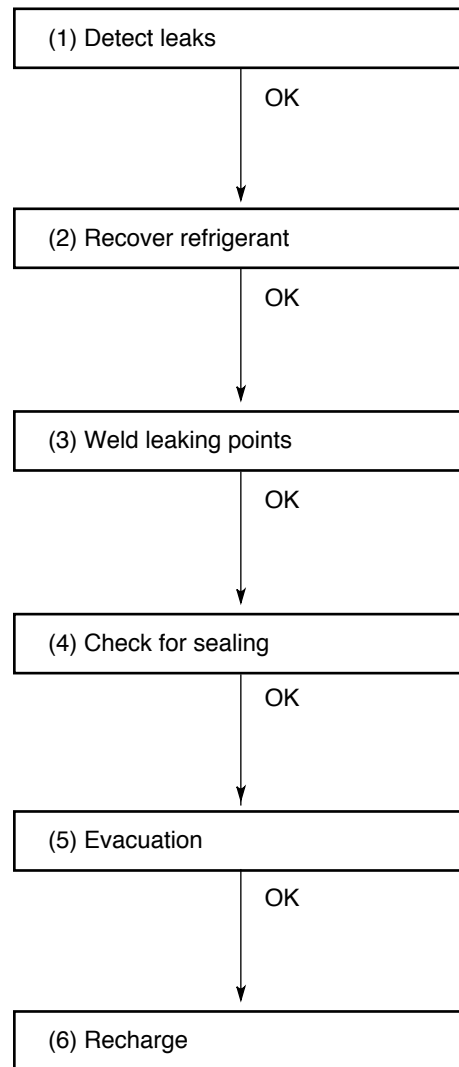 (1) Detect leaks
OK
(2) Recover refrigerant
OK
(3) Weld leaking points
OK
(4) Check for sealing
OK
(5) Evacuation
OK
(6) Recharge